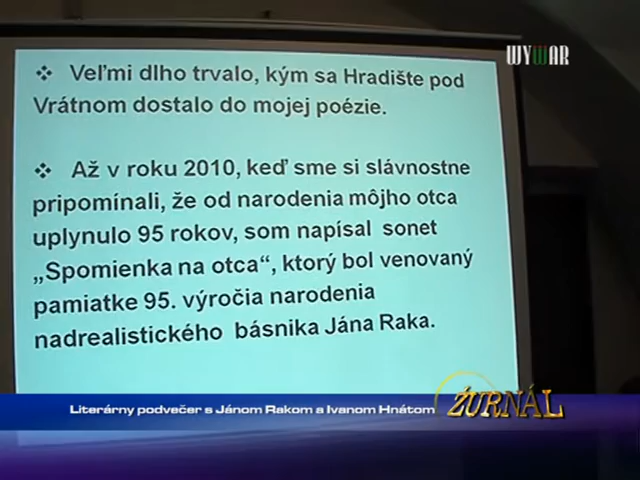 WYWAR
❖ Veľmi dlho trvalo, kým sa Hradište pod
Vrátnom dostalo do mojej poézie.
❖ Až v roku 2010, keď sme si slávnostne
pripomínali, že od narodenia môjho otca
uplynulo 95 rokov, som napísal sonet
„Spomienka na otca“, ktorý bol venovaný
pamiatke 95. výročia narodenia
nadrealistického básnika Jána Raka.
Literárny podvečer s Jánom Rakom a Ivanom Hnátom
ŽURNÁL